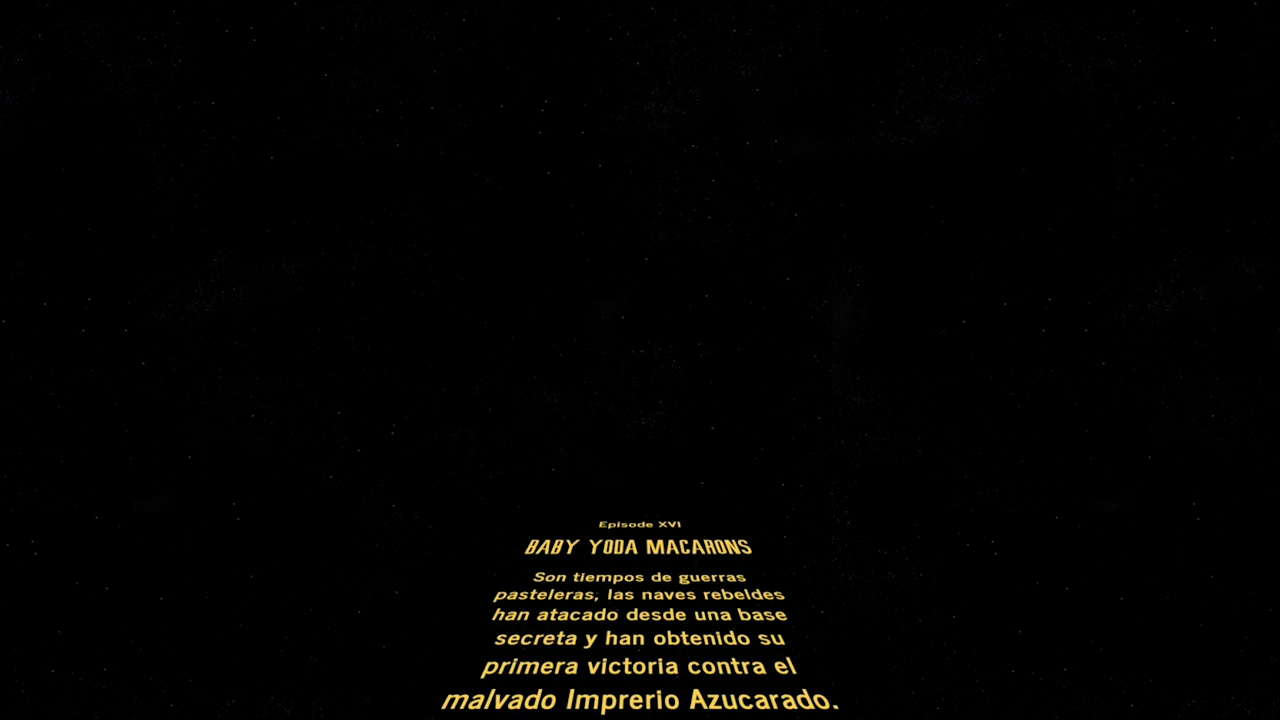 Episode XVI
BABY YODA MACARONS
Son tiempos de guerras
pasteleras, las naves rebeldes
han atacado desde una base
secreta y han obtenido su
primera victoria contra el
malvado Imprerio Azucarado.